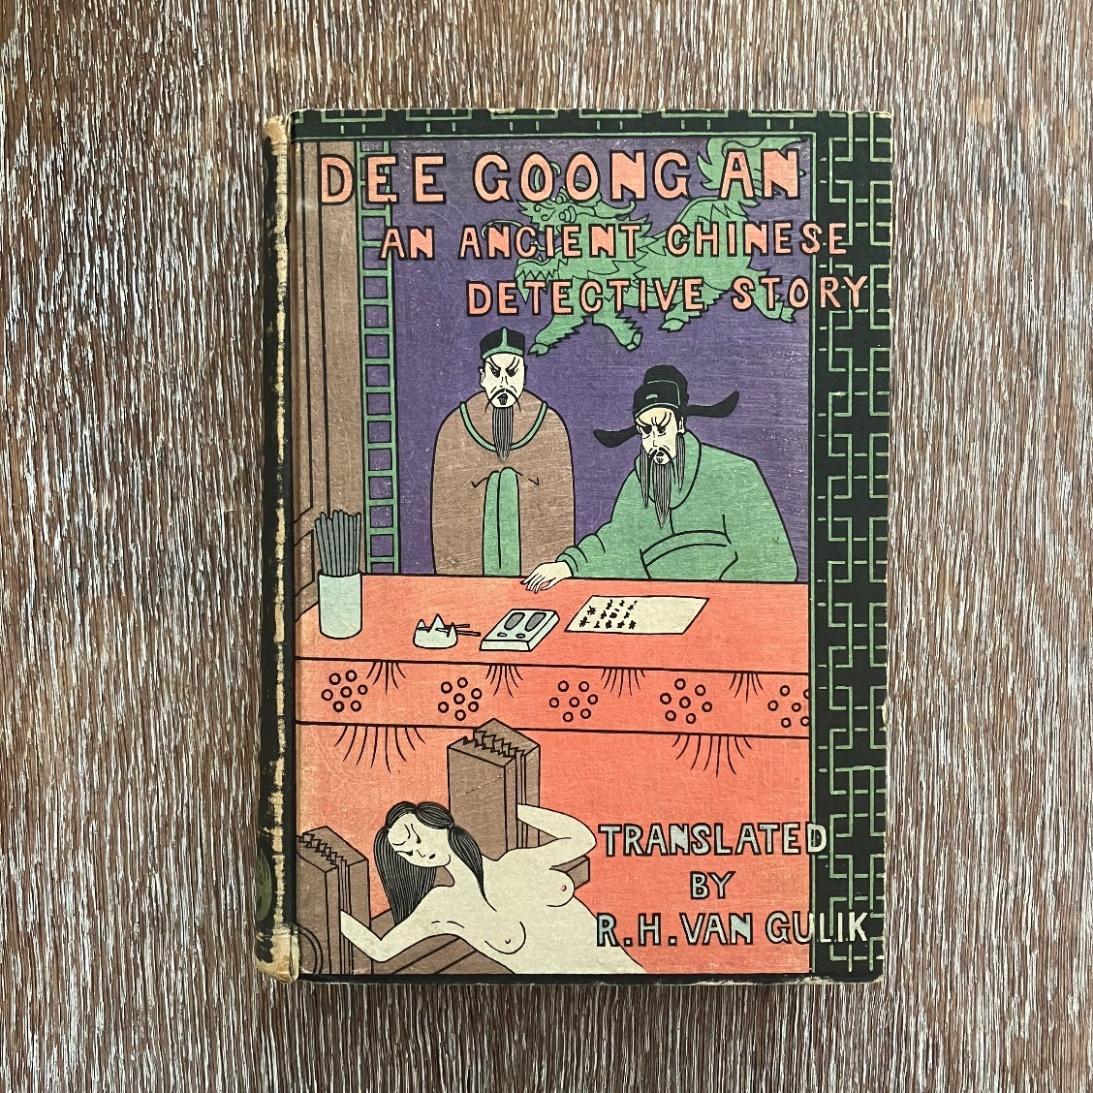 DEE GOONG AN
AN ANCIENT CHINESE
DETECTIVE STORY
TRANSLATED
BY
R.H. VAN GULIK